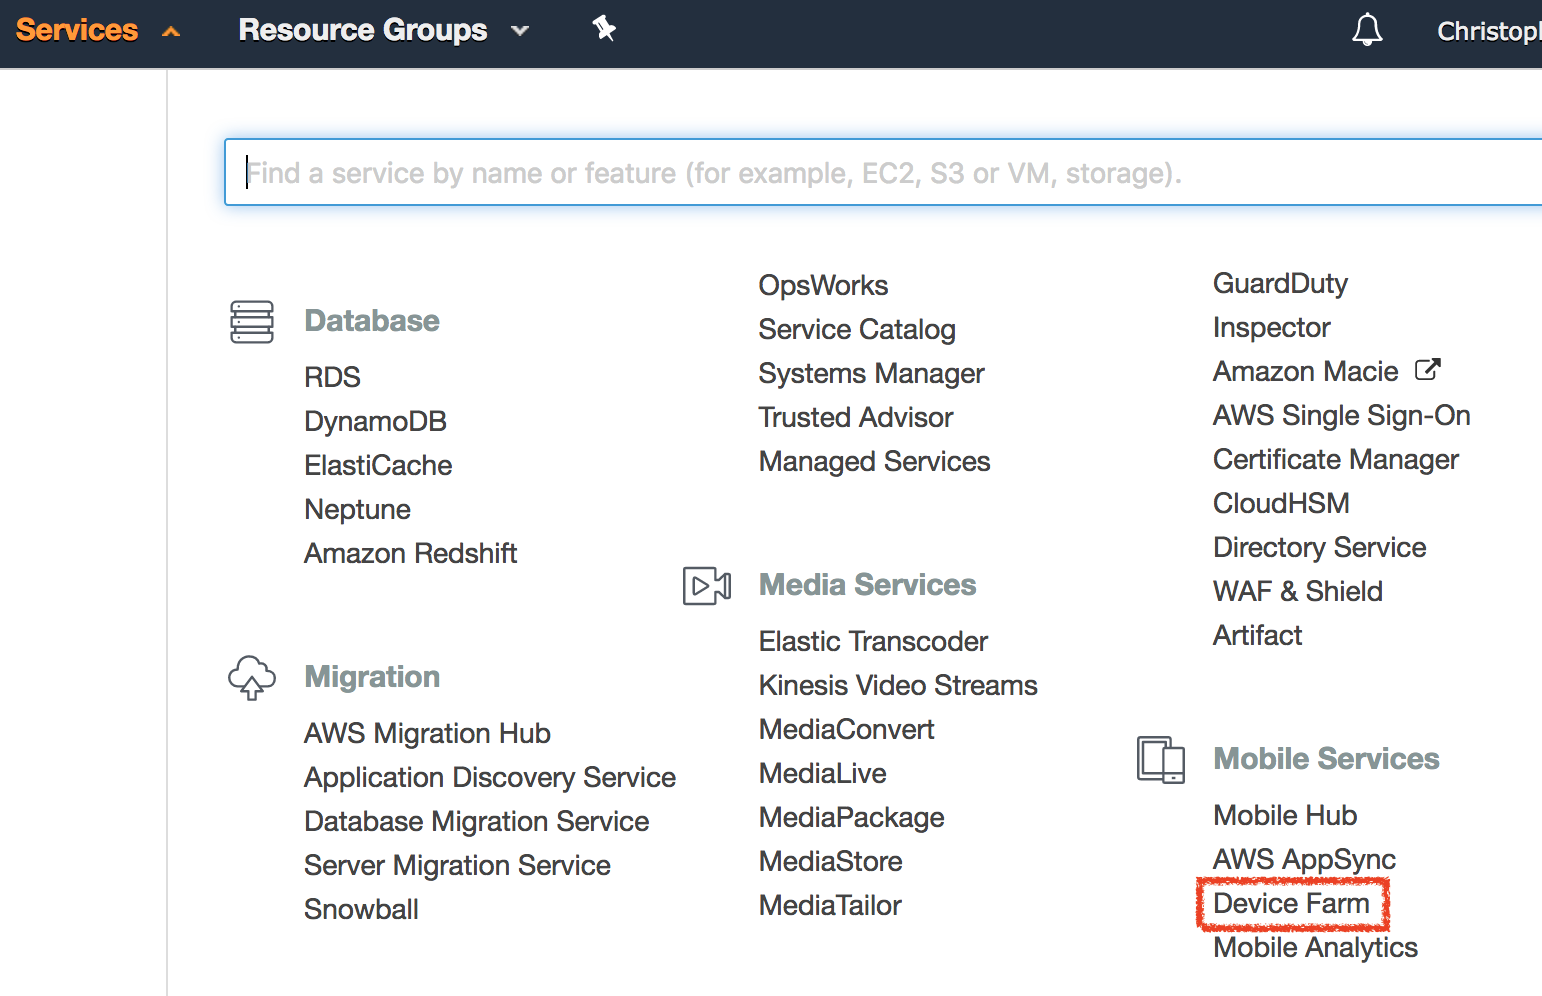 Services
Resource Groups
Find a service by name or feature (for example, EC2, S3 or VM, storage).
Database
RDS
DynamoDB
ElastiCache
Neptune
Amazon Redshift
Migration
AWS Migration Hub
Application Discovery Service
Database Migration Service
Server Migration Service
Snowball
OpsWorks
Service Catalog
Systems Manager
Trusted Advisor
Managed Services
Media Services
Elastic Transcoder
Kinesis Video Streams
MediaConvert
MediaLive
MediaPackage
MediaStore
MediaTailor
GuardDuty
Inspector
Amazon Macie
AWS Single Sign-On
Certificate Manager
CloudHSM
Directory Service
WAF & Shield
Artifact
Mobile Services
Mobile Hub
AWS AppSync
Device Farm
Mobile Analytics